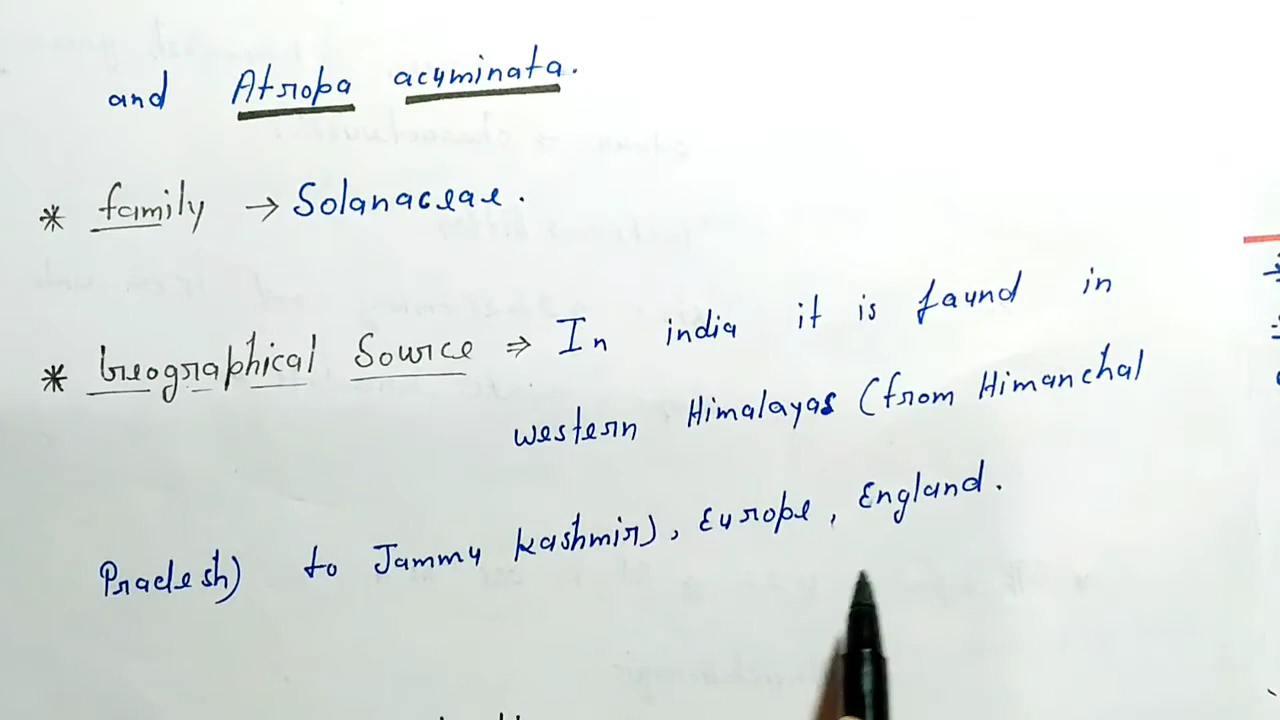 and Atropa acuminata.
* family → Solanaceae.
* Geographical Source ⇒ In india it is faund in
western Himalayas (from Himanchal
Pradesh) to Jammu kashmir), Europe, England.